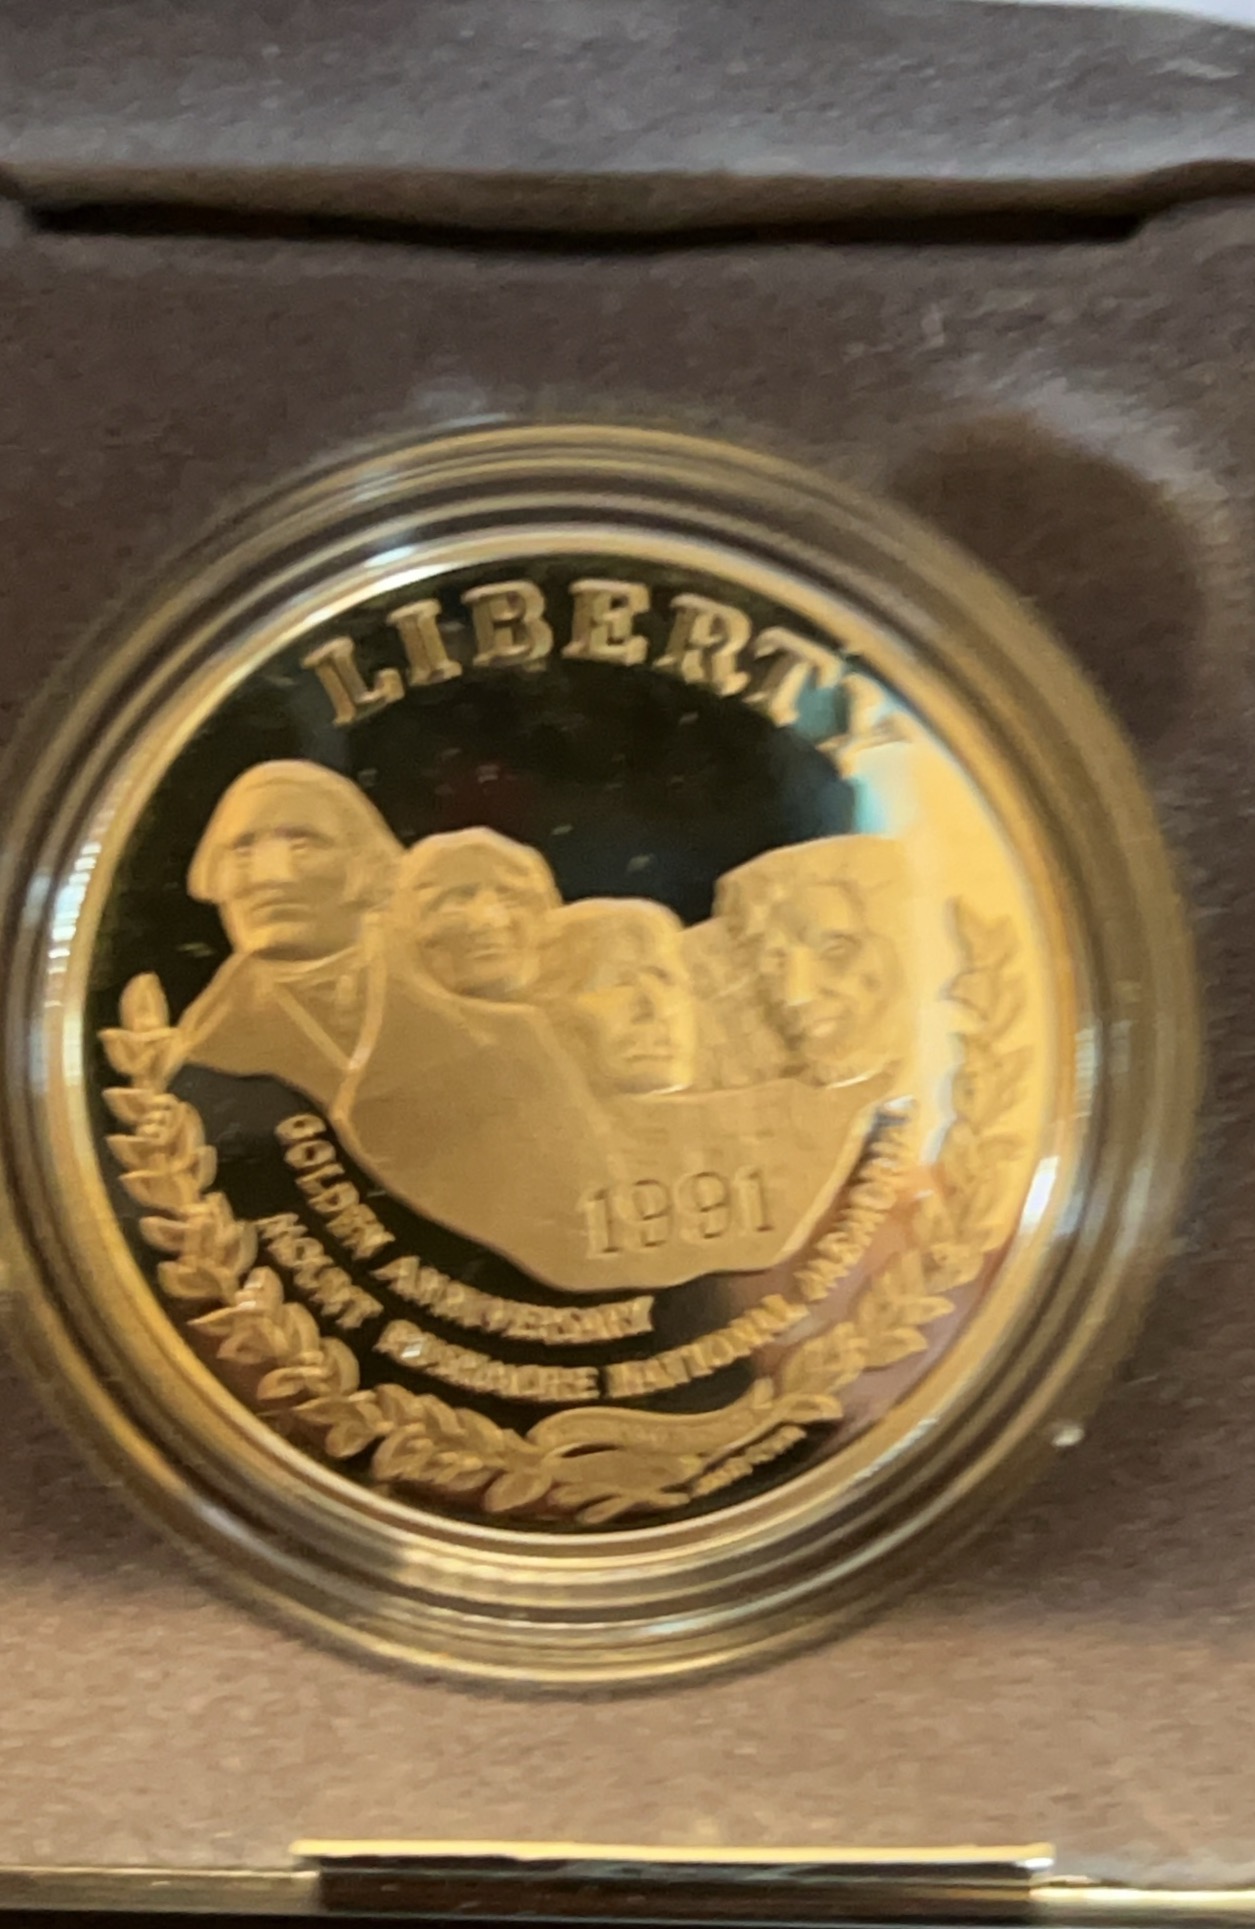 LIBERTY
1991
GOLDEN ANNIVERSARY
MOUNT RUSHMORE NATIONAL MEMORIAL